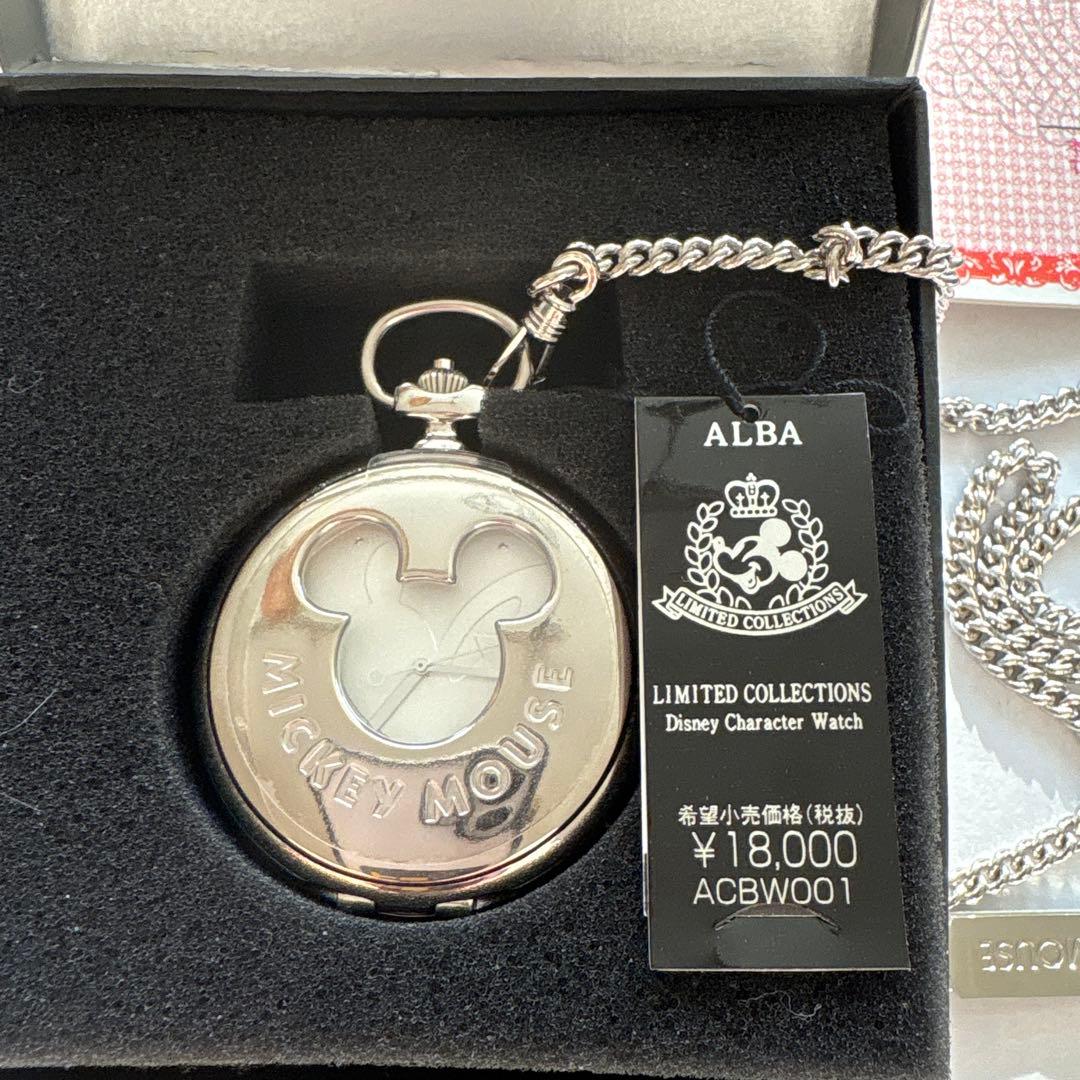 MICKEY MOUSE
ALBA
LIMITED COLLECTIONS
LIMITED COLLECTIONS
Disney Character Watch
希望小売価格(税抜)
¥18,000
ACBW001
MOUSE